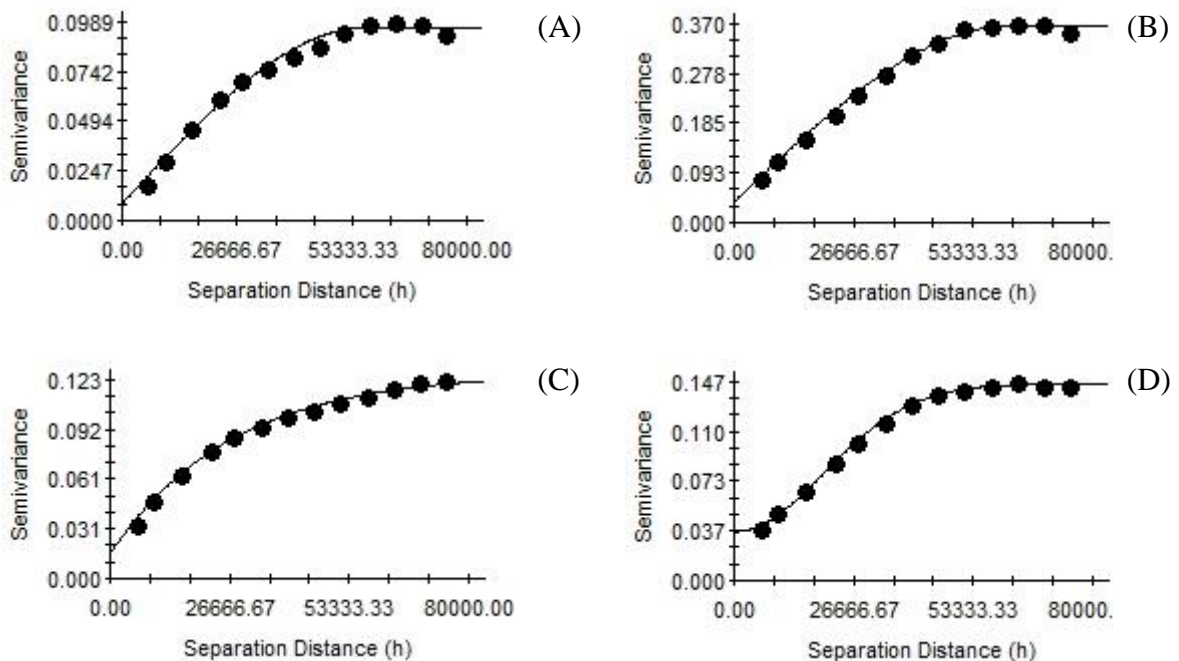 (A)
Semivariance
0.0989
0.0742
0.0494
0.0247
0.0000
0.00 26666.67 53333.33 80000.00
Separation Distance (h)
(B)
Semivariance
0.370
0.278
0.185
0.093
0.000
0.00 26666.67 53333.33 80000.
Separation Distance (h)
(C)
Semivariance
0.123
0.092
0.061
0.031
0.000
0.00 26666.67 53333.33 80000.00
Separation Distance (h)
(D)
Semivariance
0.147
0.110
0.073
0.037
0.000
0.00 26666.67 53333.33 80000.
Separation Distance (h)